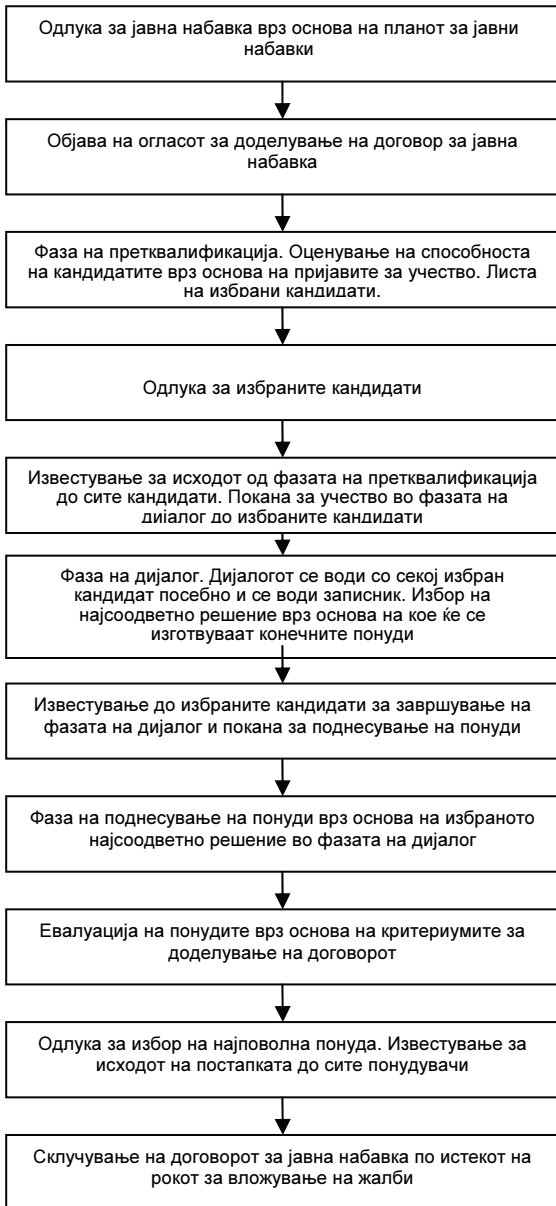 Одлука за јавна набавка врз основа на планот за јавни
набавки
Објава на огласот за доделување на договор за јавна
набавка
Фаза на претквалификација. Оценување на способноста
на кандидатите врз основа на пријавите за учество. Листа
на избрани кандидати.
Одлука за избраните кандидати
Известување за исходот од фазата на претквалификација
до сите кандидати. Покана за учество во фазата на
дијалог до избраните кандидати
Фаза на дијалог. Дијалогот се води со секој избран
кандидат посебно и се води записник. Избор на
најсоодветно решение врз основа на кое ќе се
изготвуваат конечните понуди
Известување до избраните кандидати за завршување на
фазата на дијалог и покана за поднесување на понуди
Фаза на поднесување на понуди врз основа на избраното
најсоодветно решение во фазата на дијалог
Евалуација на понудите врз основа на критериумите за
доделување на договорот
Одлука за избор на најповолна понуда. Известување за
исходот на постапката до сите понудувачи
Склучување на договорот за јавна набавка по истекот на
рокот за вложување на жалби